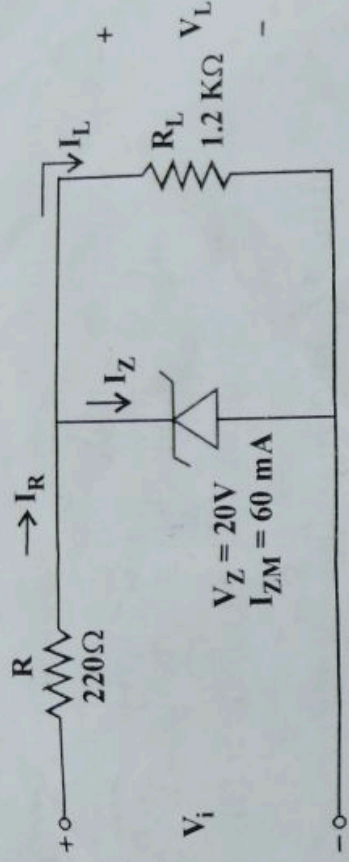 R
220Ω
I_R
I_Z
I_L
+
V_i
−
V_Z = 20V
I_ZM = 60 mA
R_L
1.2 KΩ
+
V_L
−